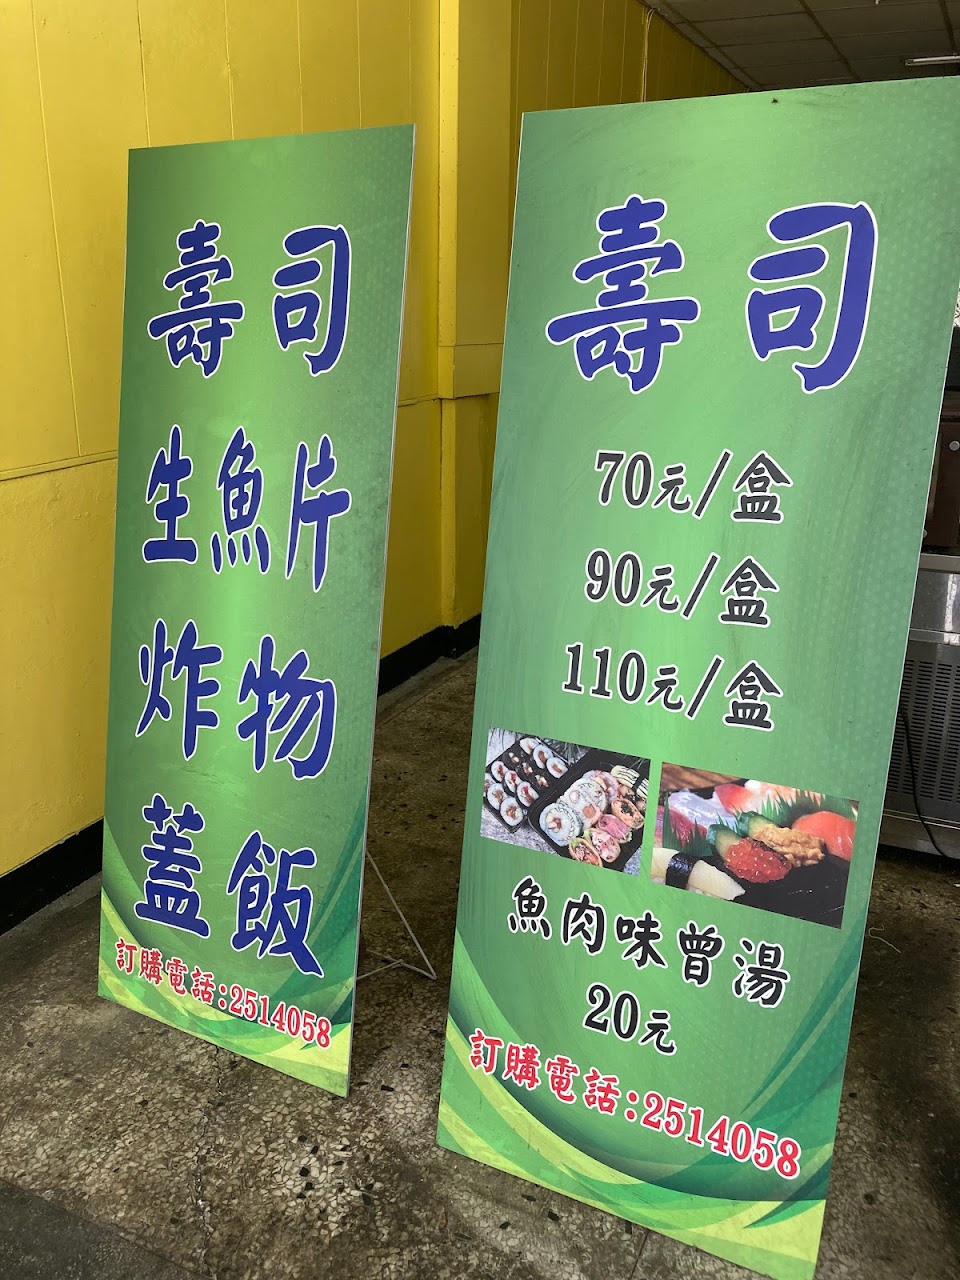 壽司
生魚片
炸物
蓋飯
訂購電話:2514058
壽司
70元/盒
90元/盒
110元/盒
魚肉味曾湯
20元
訂購電話:2514058